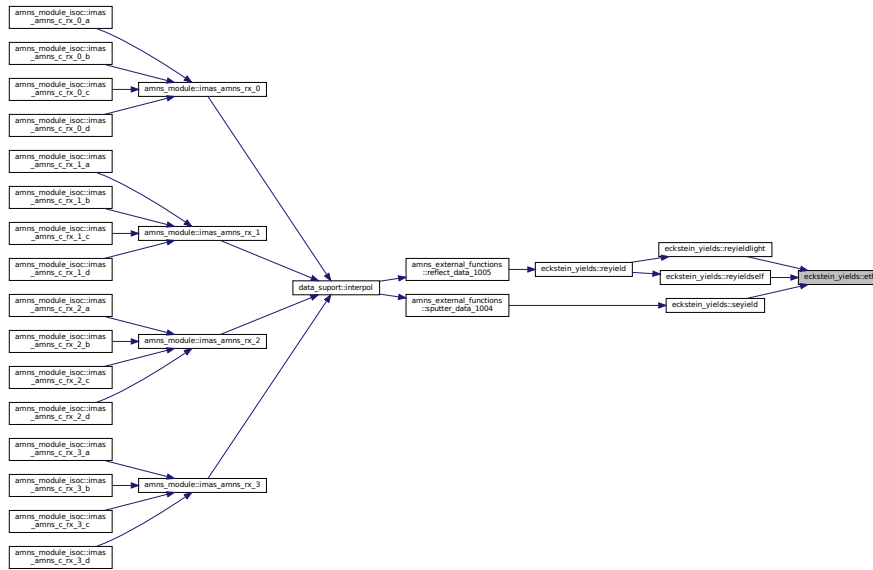 amns_module_isoc::imas
_amns_c_rx_0_a
amns_module_isoc::imas
_amns_c_rx_0_b
amns_module_isoc::imas
_amns_c_rx_0_c
amns_module_isoc::imas
_amns_c_rx_0_d
amns_module_isoc::imas
_amns_c_rx_1_a
amns_module_isoc::imas
_amns_c_rx_1_b
amns_module_isoc::imas
_amns_c_rx_1_c
amns_module_isoc::imas
_amns_c_rx_1_d
amns_module_isoc::imas
_amns_c_rx_2_a
amns_module_isoc::imas
_amns_c_rx_2_b
amns_module_isoc::imas
_amns_c_rx_2_c
amns_module_isoc::imas
_amns_c_rx_2_d
amns_module_isoc::imas
_amns_c_rx_3_a
amns_module_isoc::imas
_amns_c_rx_3_b
amns_module_isoc::imas
_amns_c_rx_3_c
amns_module_isoc::imas
_amns_c_rx_3_d
amns_module::imas_amns_rx_0
amns_module::imas_amns_rx_1
amns_module::imas_amns_rx_2
amns_module::imas_amns_rx_3
data_suport::interpol
amns_external_functions
::reflect_data_1005
amns_external_functions
::sputter_data_1004
eckstein_yields::reyield
eckstein_yields::reyieldlight
eckstein_yields::reyieldself
eckstein_yields::seyield